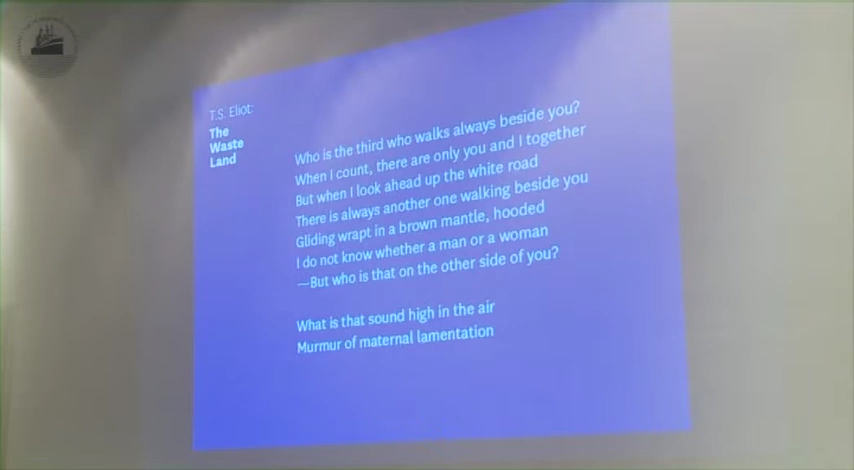 T.S. Eliot:
The
Waste
Land
Who is the third who walks always beside you?
When I count, there are only you and I together
But when I look ahead up the white road
There is always another one walking beside you
Gliding wrapt in a brown mantle, hooded
I do not know whether a man or a woman
—But who is that on the other side of you?
What is that sound high in the air
Murmur of maternal lamentation